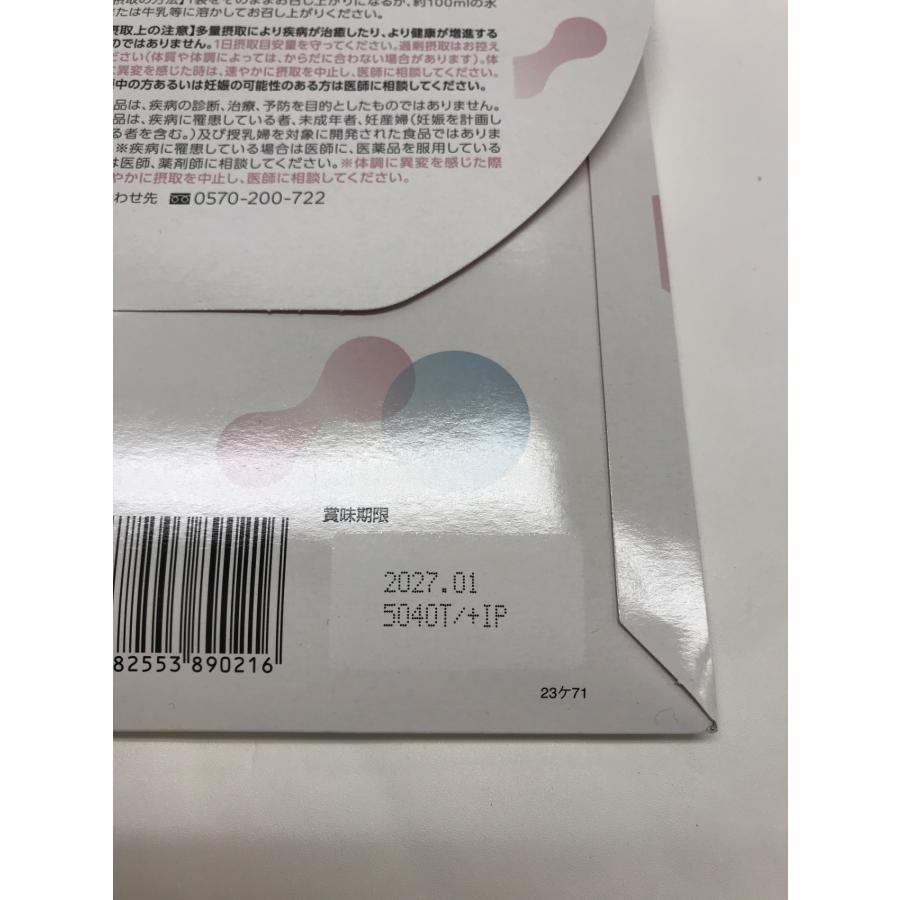 摂取の方法】1袋をそのままお召し上がりになるか、約100mlの水
または牛乳等に溶かしてお召し上がりください。
摂取上の注意】多量摂取により疾病が治癒したり、より健康が増進する
のではありません。1日摂取目安量を守ってください。過剰摂取はお控え
ださい(体質や体調によっては、からだに合わない場合があります)。体
に異変を感じた時は、速やかに摂取を中止し、医師に相談してください。
中の方あるいは妊娠の可能性のある方は医師に相談してください。
品は、疾病の診断、治療、予防を目的としたものではありません。
品は、疾病に罹患している者、未成年者、妊産婦(妊娠を計画し
る者を含む。)及び授乳婦を対象に開発された食品ではありま
※疾病に罹患している場合は医師に、医薬品を服用している
は医師、薬剤師に相談してください。※体調に異変を感じた際
やかに摂取を中止し、医師に相談してください。
わせ先 0570-200-722
賞味期限
2027.01
5040T/+IP
82553 890216
23ケ71